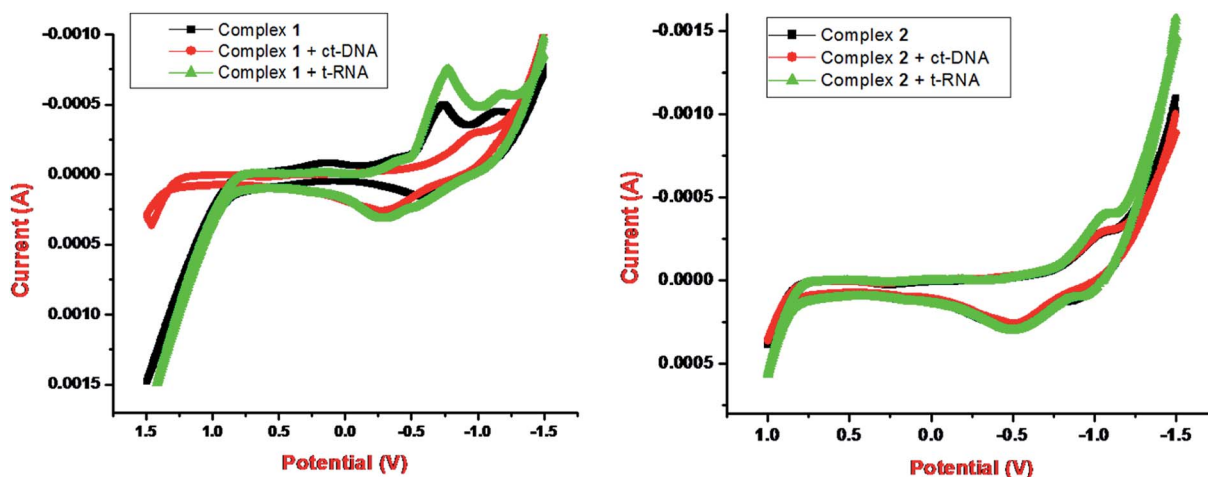 Complex 1
Complex 1 + ct-DNA
Complex 1 + t-RNA
-0.0010
-0.0005
0.0000
0.0005
0.0010
0.0015
Current (A)
1.5 1.0 0.5 0.0 -0.5 -1.0 -1.5
Potential (V)
Complex 2
Complex 2 + ct-DNA
Complex 2 + t-RNA
-0.0015
-0.0010
-0.0005
0.0000
0.0005
Current (A)
1.0 0.5 0.0 -0.5 -1.0 -1.5
Potential (V)